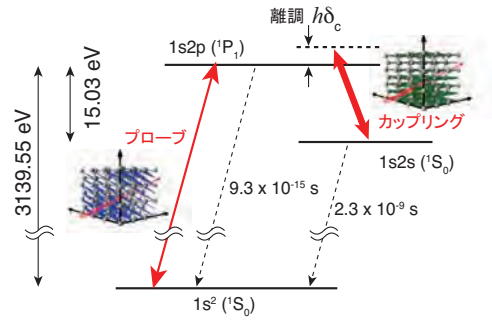 離調 hδc
1s2p (¹P₁)
3139.55 eV
15.03 eV
プローブ
カップリング
1s2s (¹S₀)
9.3 x 10⁻¹⁵ s
2.3 x 10⁻⁹ s
1s² (¹S₀)